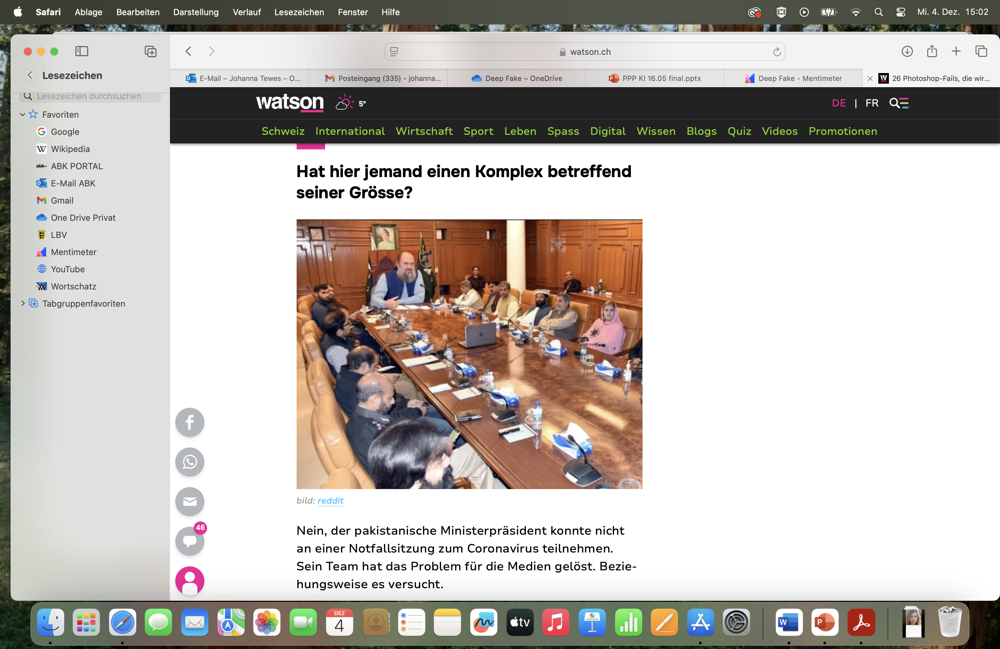 Safari Ablage Bearbeiten Darstellung Verlauf Lesezeichen Fenster Hilfe
Mi. 4. Dez. 15:02
watson.ch
Lesezeichen
E-Mail – Johanna Tewes – O...
Posteingang (335) - johanna...
Deep Fake – OneDrive
PPP KI 16.05 final.pptx
Deep Fake - Mentimeter
26 Photoshop-Fails, die wir...
Lesezeichen durchsuchen
Favoriten
Google
Wikipedia
ABK PORTAL
E-Mail ABK
Gmail
One Drive Privat
LBV
Mentimeter
YouTube
Wortschatz
Tabgruppenfavoriten
watson 5°
DE | FR
Schweiz International Wirtschaft Sport Leben Spass Digital Wissen Blogs Quiz Videos Promotionen
Hat hier jemand einen Komplex betreffend
seiner Grösse?
bild: reddit
46
Nein, der pakistanische Ministerpräsident konnte nicht
an einer Notfallsitzung zum Coronavirus teilnehmen.
Sein Team hat das Problem für die Medien gelöst. Bezie-
hungsweise es versucht.
DEZ
4
tv